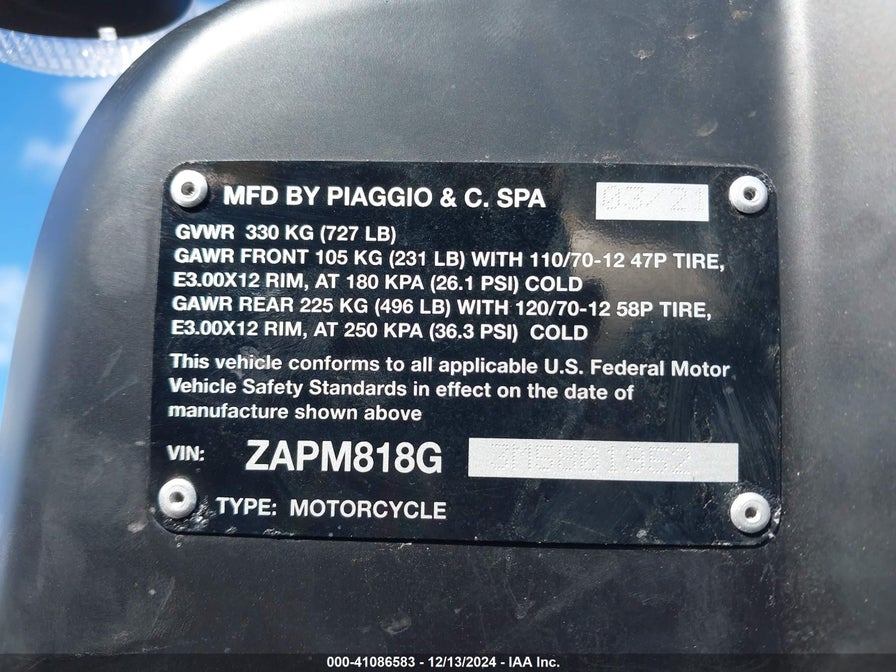 MFD BY PIAGGIO & C. SPA 03/21
GVWR 330 KG (727 LB)
GAWR FRONT 105 KG (231 LB) WITH 110/70-12 47P TIRE,
E3.00X12 RIM, AT 180 KPA (26.1 PSI) COLD
GAWR REAR 225 KG (496 LB) WITH 120/70-12 58P TIRE,
E3.00X12 RIM, AT 250 KPA (36.3 PSI) COLD
This vehicle conforms to all applicable U.S. Federal Motor
Vehicle Safety Standards in effect on the date of
manufacture shown above
VIN: ZAPM818G
TYPE: MOTORCYCLE
000-41086583 - 12/13/2024 - IAA Inc.